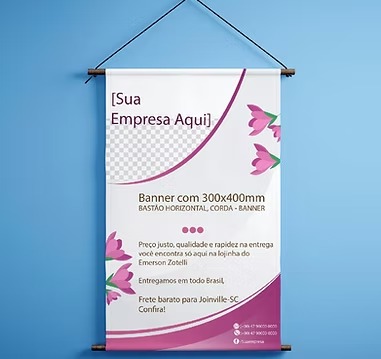 [Sua
Empresa Aqui]
Banner com 300x400mm
BASTÃO HORIZONTAL, CORDA - BANNER
Preço justo, qualidade e rapidez na entrega
você encontra só aqui na lojinha do
Emerson Zotelli
Entregamos em todo Brasil,
Frete barato para Joinville-SC
Confira!